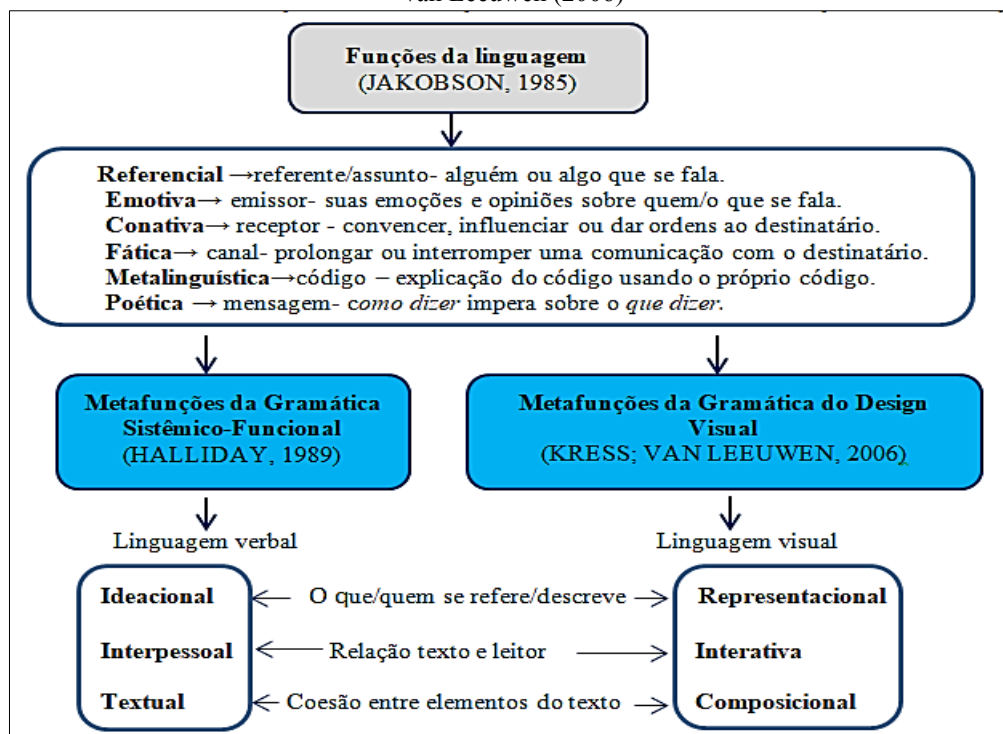 van Leeuwen (2006)
Funções da linguagem
(JAKOBSON, 1985)
Referencial →referente/assunto- alguém ou algo que se fala.
Emotiva→ emissor- suas emoções e opiniões sobre quem/o que se fala.
Conativa→ receptor - convencer, influenciar ou dar ordens ao destinatário.
Fática→ canal- prolongar ou interromper uma comunicação com o destinatário.
Metalinguística→código – explicação do código usando o próprio código.
Poética → mensagem- como dizer impera sobre o que dizer.
Metafunções da Gramática
Sistêmico-Funcional
(HALLIDAY, 1989)
Metafunções da Gramática do Design
Visual
(KRESS; VAN LEEUWEN, 2006)
Linguagem verbal
Linguagem visual
Ideacional O que/quem se refere/descreve Representacional
Interpessoal Relação texto e leitor Interativa
Textual Coesão entre elementos do texto Composicional